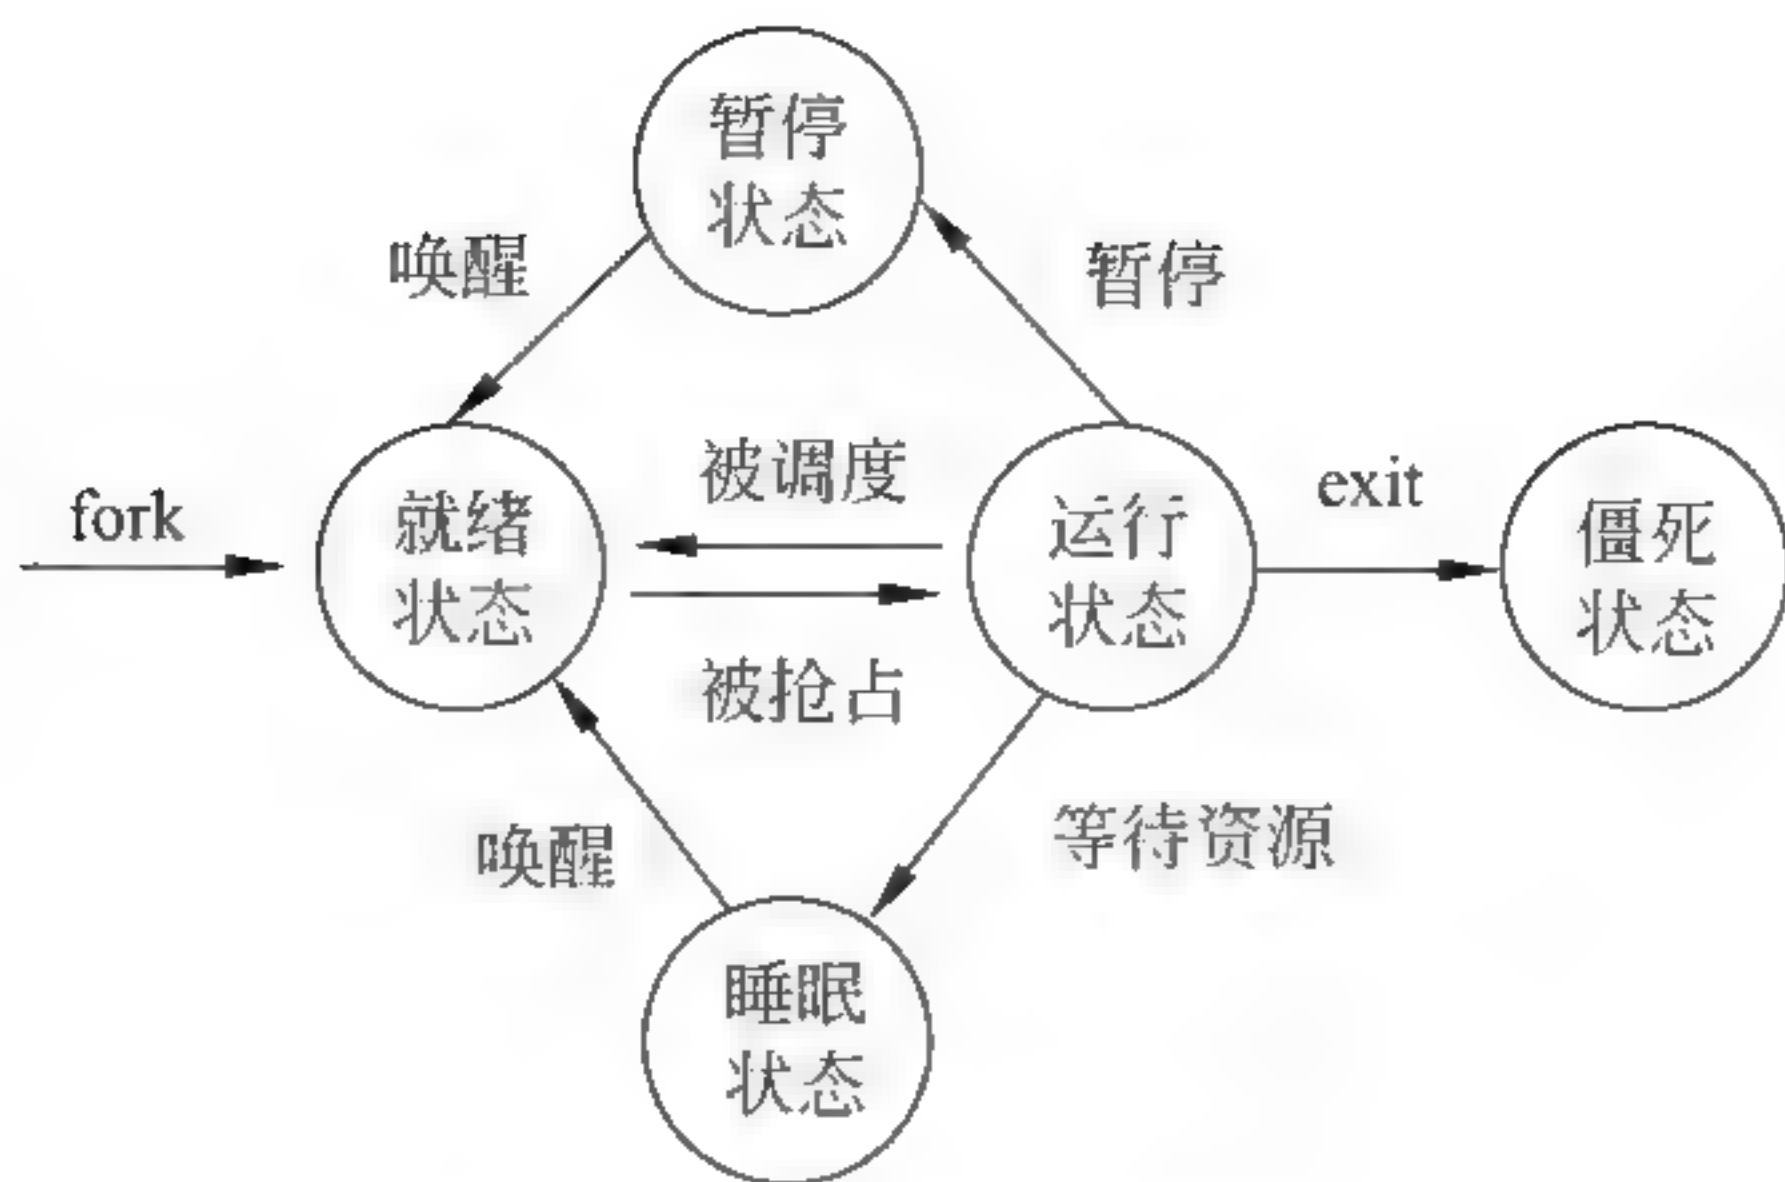 暂停
状态
唤醒
暂停
fork
就绪
状态
被调度
被抢占
运行
状态
exit
僵死
状态
唤醒
等待资源
睡眠
状态